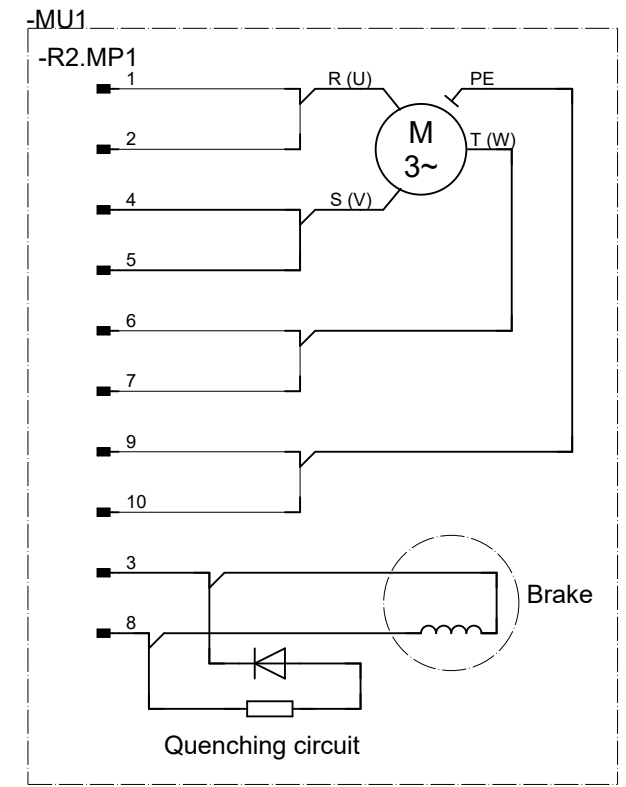 -MU1
-R2.MP1
1
R (U)
PE
2
M
3~
T (W)
4
S (V)
5
6
7
9
10
3
Brake
8
Quenching circuit